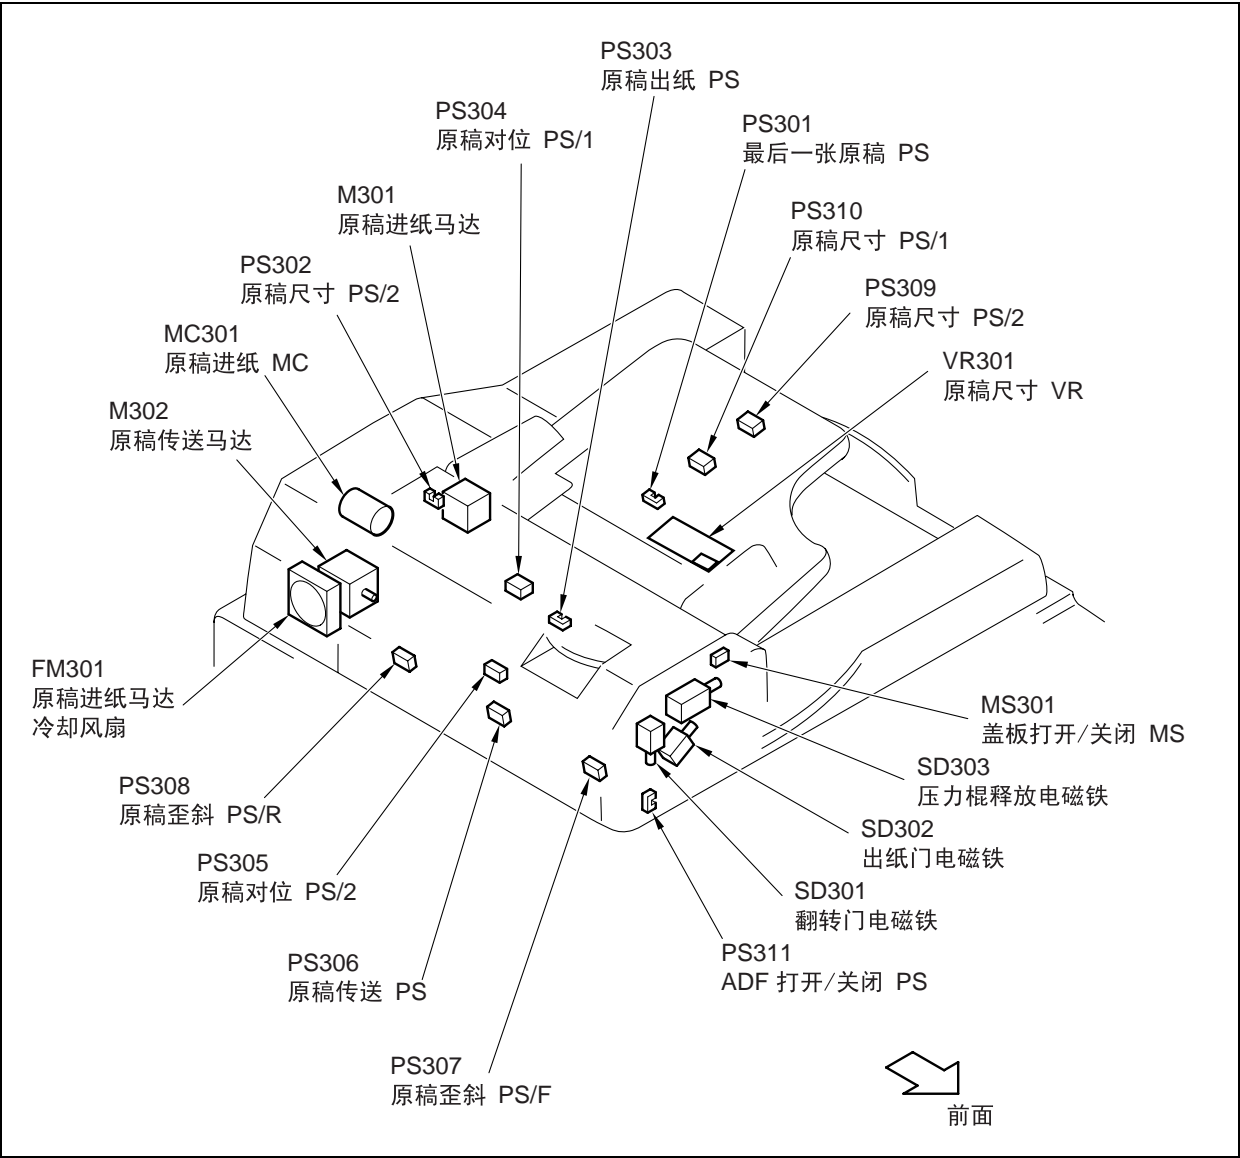 PS303
原稿出纸 PS
PS304
原稿对位 PS/1
PS301
最后一张原稿 PS
M301
原稿进纸马达
PS310
原稿尺寸 PS/1
PS302
原稿尺寸 PS/2
PS309
原稿尺寸 PS/2
MC301
原稿进纸 MC
VR301
原稿尺寸 VR
M302
原稿传送马达
FM301
原稿进纸马达
冷却风扇
MS301
盖板打开/关闭 MS
SD303
压力棍释放电磁铁
PS308
原稿歪斜 PS/R
SD302
出纸门电磁铁
PS305
原稿对位 PS/2
SD301
翻转门电磁铁
PS311
ADF 打开/关闭 PS
PS306
原稿传送 PS
PS307
原稿歪斜 PS/F
前面